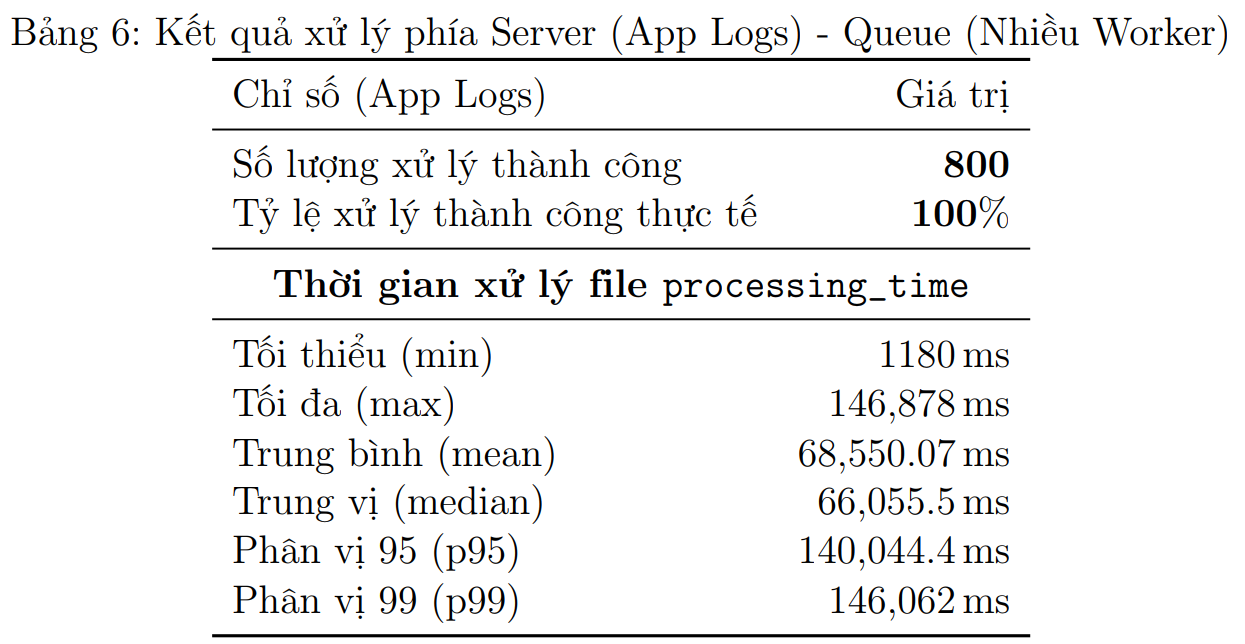 Bảng 6: Kết quả xử lý phía Server (App Logs) - Queue (Nhiều Worker)
Chỉ số (App Logs) Giá trị
Số lượng xử lý thành công 800
Tỷ lệ xử lý thành công thực tế 100%
Thời gian xử lý file processing_time
Tối thiểu (min) 1180 ms
Tối đa (max) 146,878 ms
Trung bình (mean) 68,550.07 ms
Trung vị (median) 66,055.5 ms
Phân vị 95 (p95) 140,044.4 ms
Phân vị 99 (p99) 146,062 ms